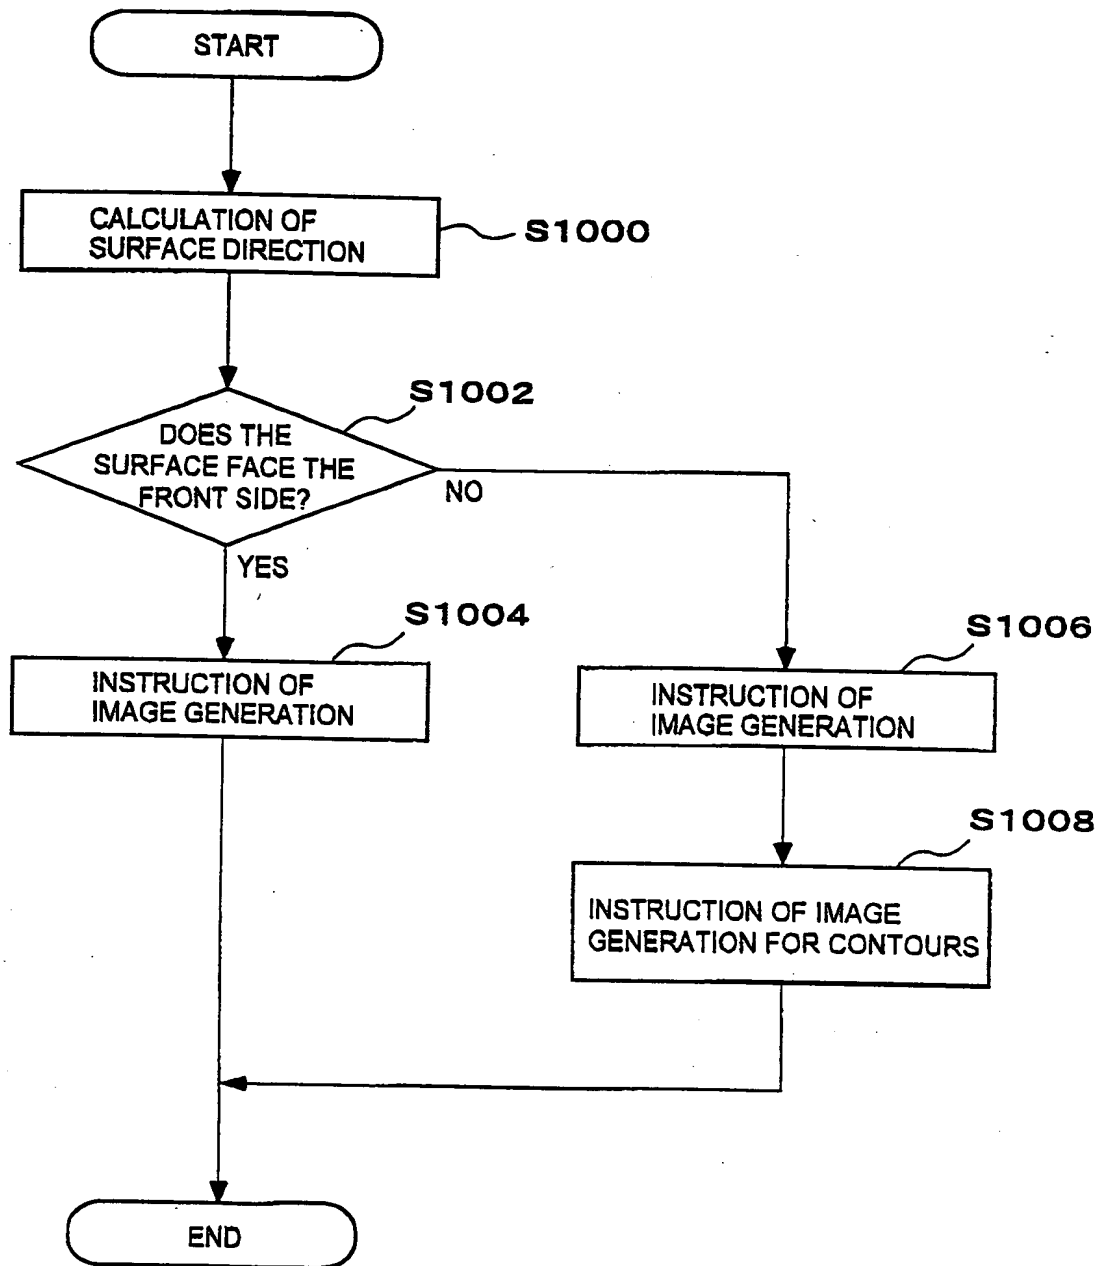 START
CALCULATION OF
SURFACE DIRECTION
S1000
S1002
DOES THE
SURFACE FACE THE
FRONT SIDE?
NO
YES
S1004
INSTRUCTION OF
IMAGE GENERATION
S1006
INSTRUCTION OF
IMAGE GENERATION
S1008
INSTRUCTION OF IMAGE
GENERATION FOR CONTOURS
END